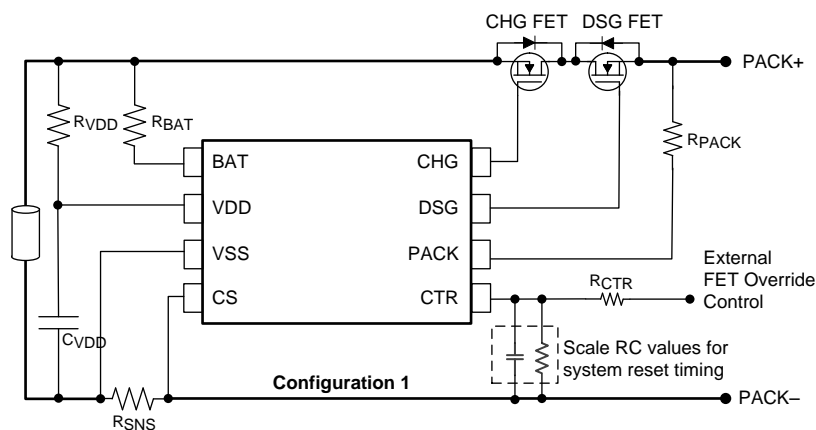 CHG FET
DSG FET
PACK+
RVDD
RBAT
RPACK
BAT
CHG
VDD
DSG
VSS
PACK
CS
CTR
RCTR
External
FET Override
Control
CVDD
Scale RC values for
system reset timing
Configuration 1
RSNS
PACK–